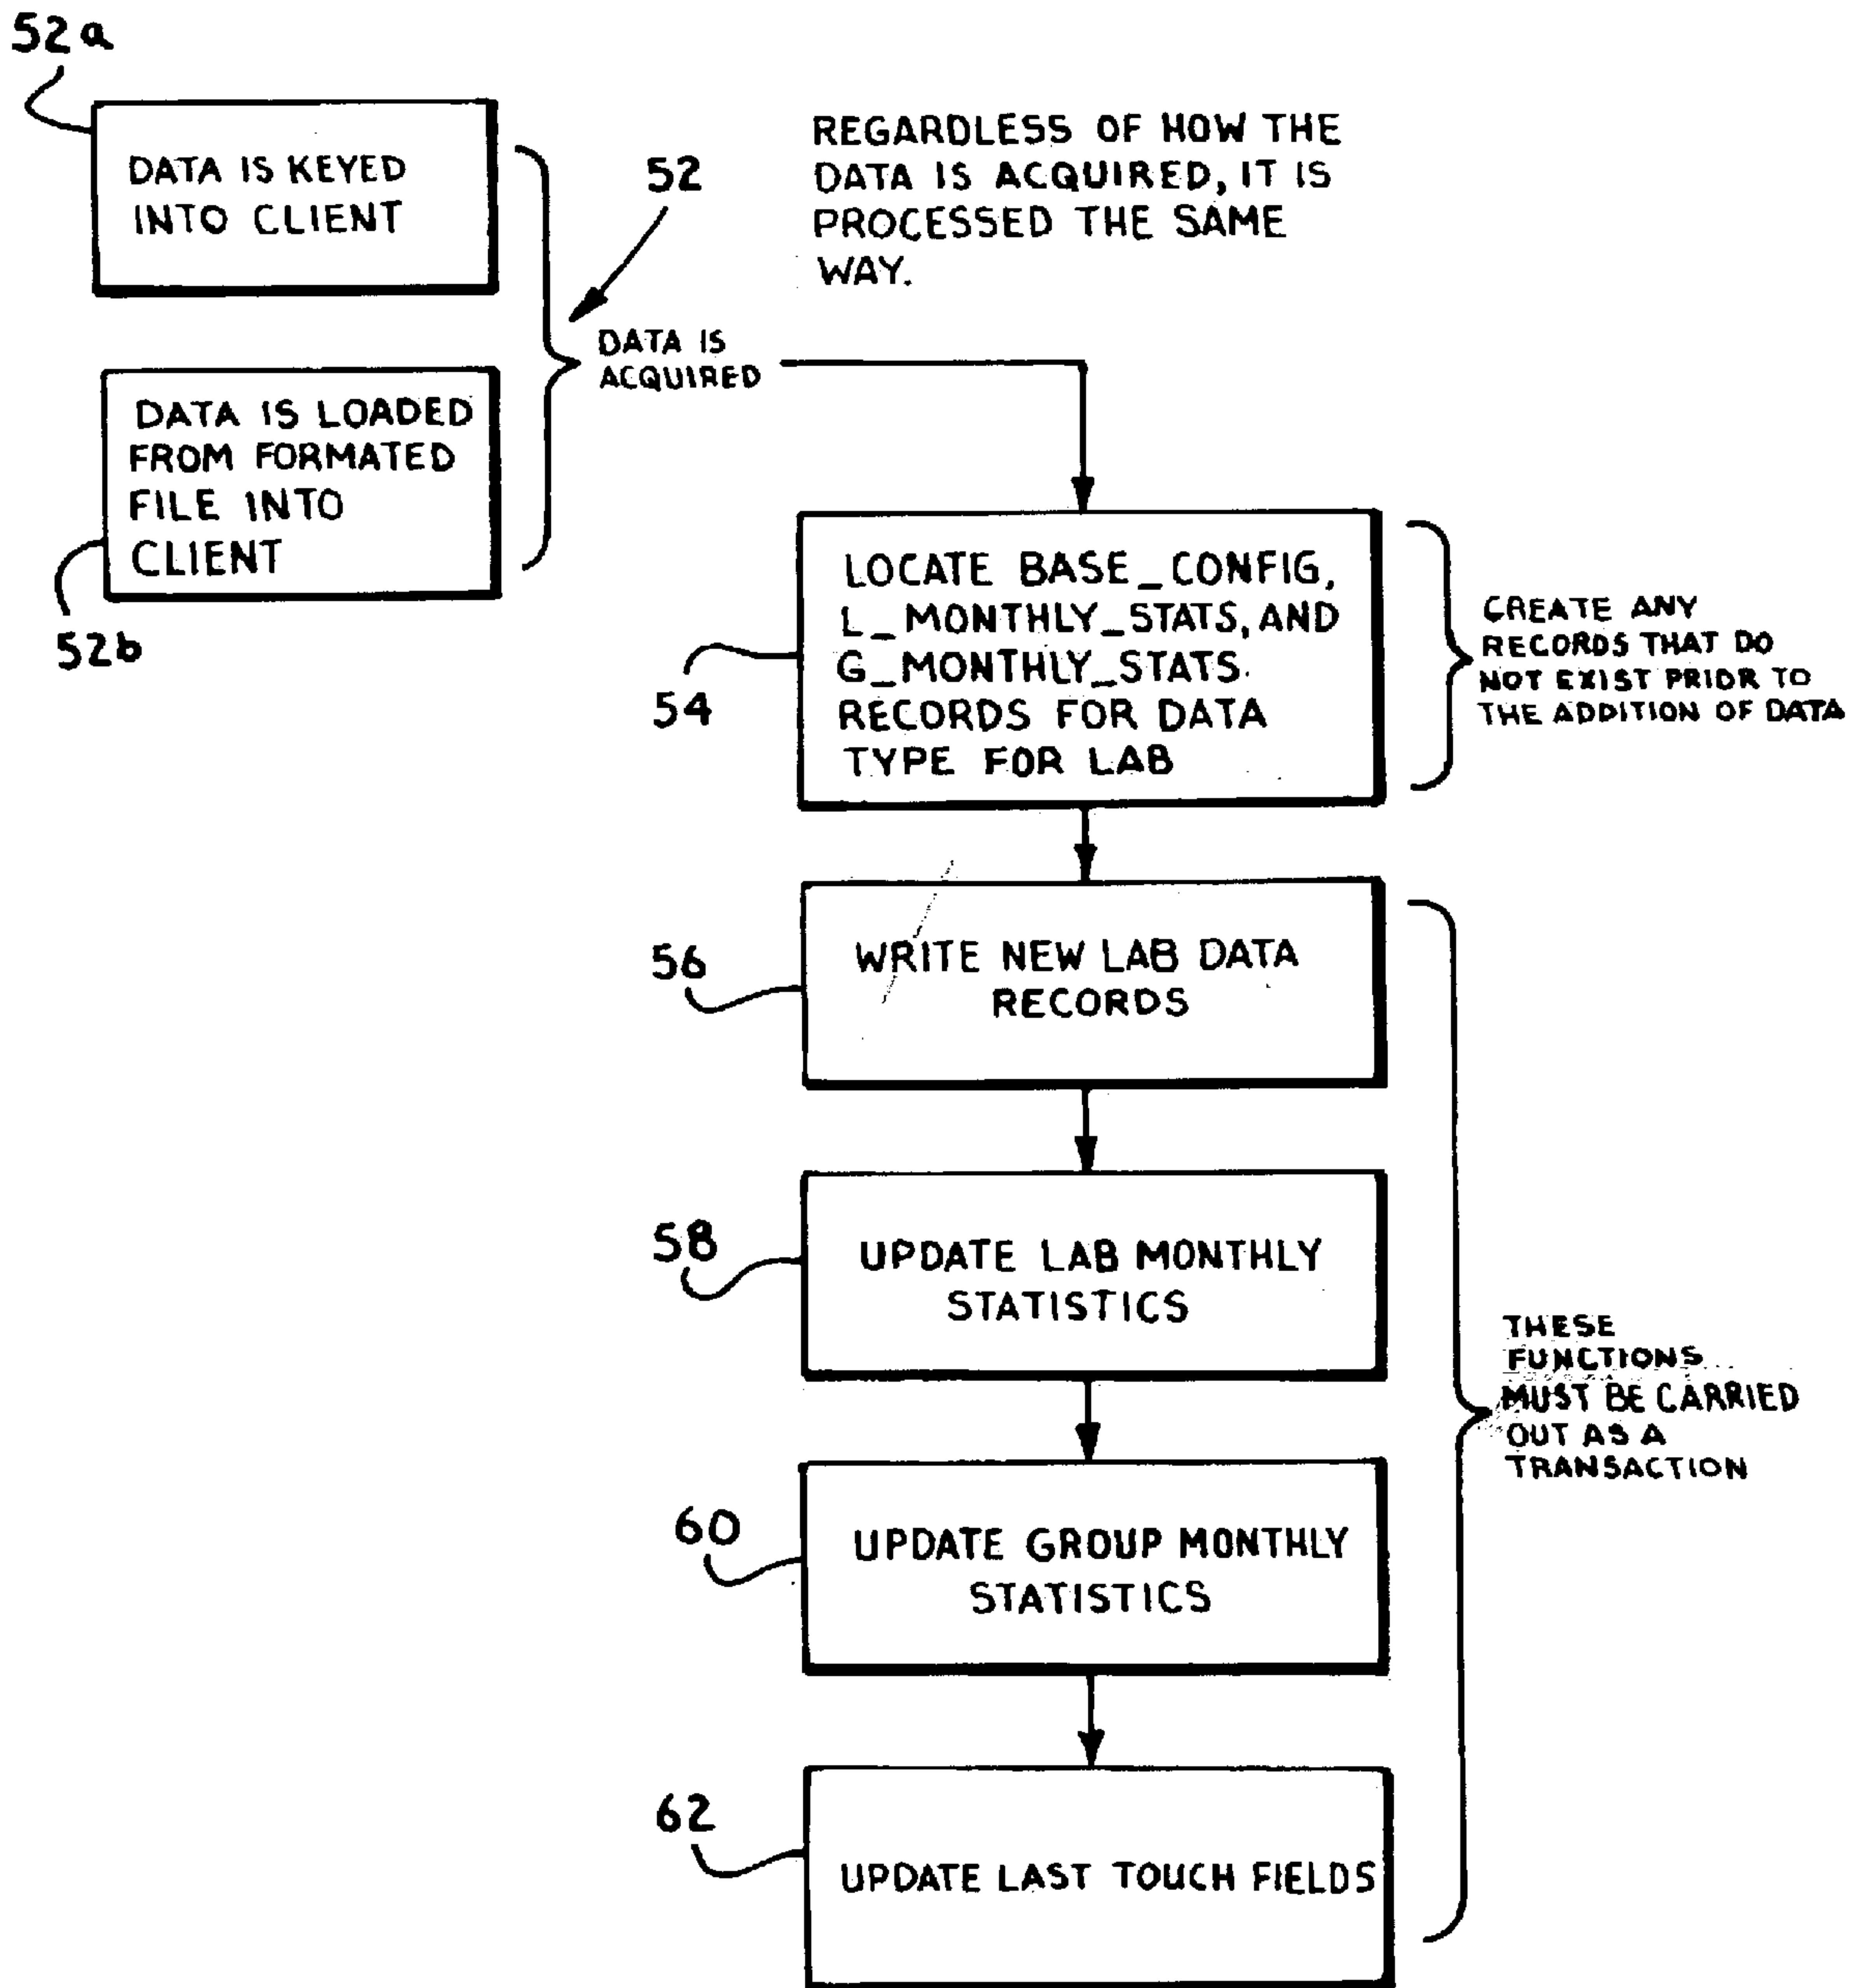 52a
DATA IS KEYED
INTO CLIENT
52
REGARDLESS OF HOW THE
DATA IS ACQUIRED, IT IS
PROCESSED THE SAME
WAY.
DATA IS
ACQUIRED
DATA IS LOADED
FROM FORMATED
FILE INTO
CLIENT
52b
LOCATE BASE_CONFIG,
L_MONTHLY_STATS, AND
G_MONTHLY_STATS.
RECORDS FOR DATA
TYPE FOR LAB
54
CREATE ANY
RECORDS THAT DO
NOT EXIST PRIOR TO
THE ADDITION OF DATA
56
WRITE NEW LAB DATA
RECORDS
58
UPDATE LAB MONTHLY
STATISTICS
THESE
FUNCTIONS
MUST BE CARRIED
OUT AS A
TRANSACTION
60
UPDATE GROUP MONTHLY
STATISTICS
62
UPDATE LAST TOUCH FIELDS